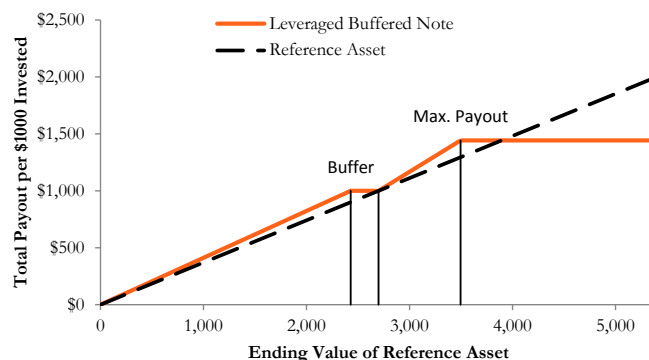 $2,500
$2,000
$1,500
$1,000
$500
$0
Total Payout per $1000 Invested
Leveraged Buffered Note
Reference Asset
Max. Payout
Buffer
0
1,000
2,000
3,000
4,000
5,000
Ending Value of Reference Asset